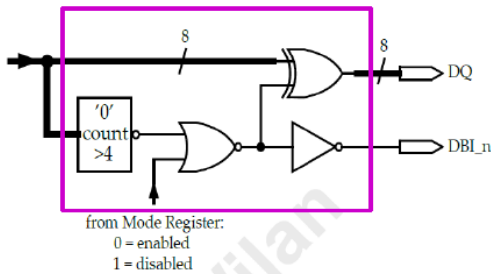 8
8
DQ
'0'
count
>4
DBI_n
from Mode Register:
0 = enabled
1 = disabled